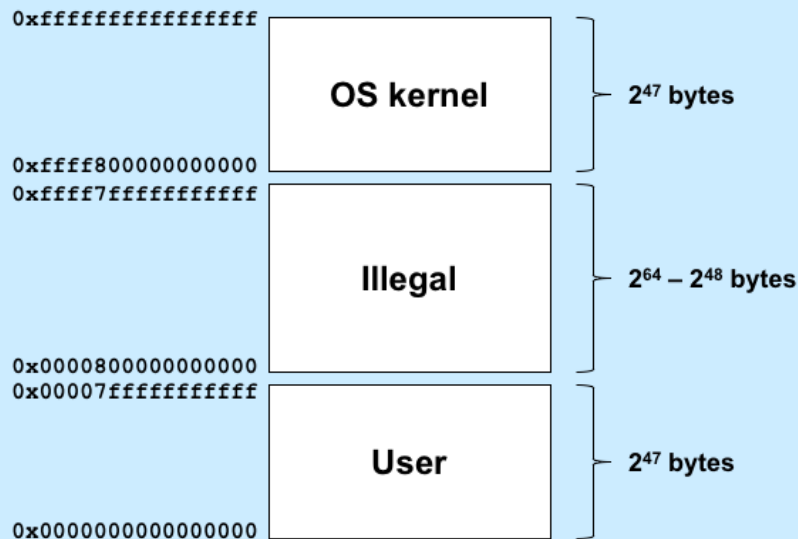 0xffffffffffffffff
OS kernel
2⁴⁷ bytes
0xffff800000000000
0xffff7fffffffffff
Illegal
2⁶⁴ – 2⁴⁸ bytes
0x0000800000000000
0x00007fffffffffff
User
2⁴⁷ bytes
0x0000000000000000